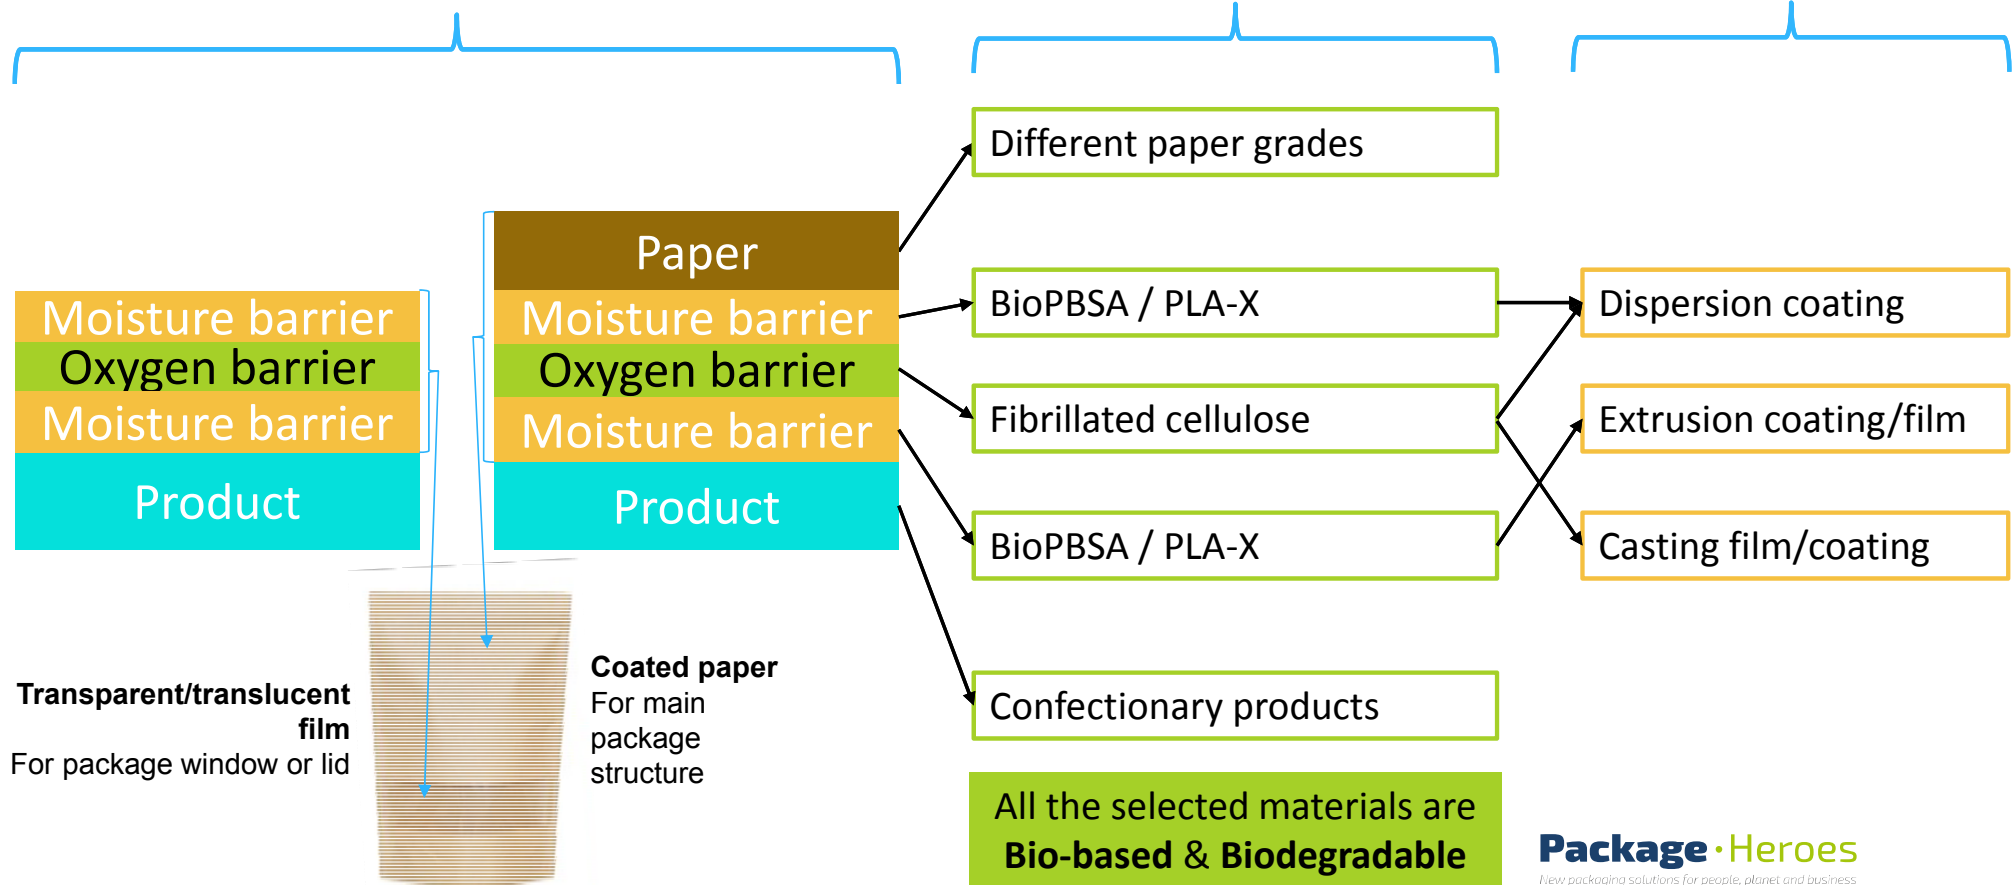 Moisture barrier
Oxygen barrier
Moisture barrier
Product
Paper
Moisture barrier
Oxygen barrier
Moisture barrier
Product
Different paper grades
BioPBSA / PLA-X
Fibrillated cellulose
BioPBSA / PLA-X
Confectionary products
Dispersion coating
Extrusion coating/film
Casting film/coating
Transparent/translucent
film
For package window or lid
Coated paper
For main
package
structure
All the selected materials are
Bio-based & Biodegradable
Package·Heroes
New packaging solutions for people, planet and business